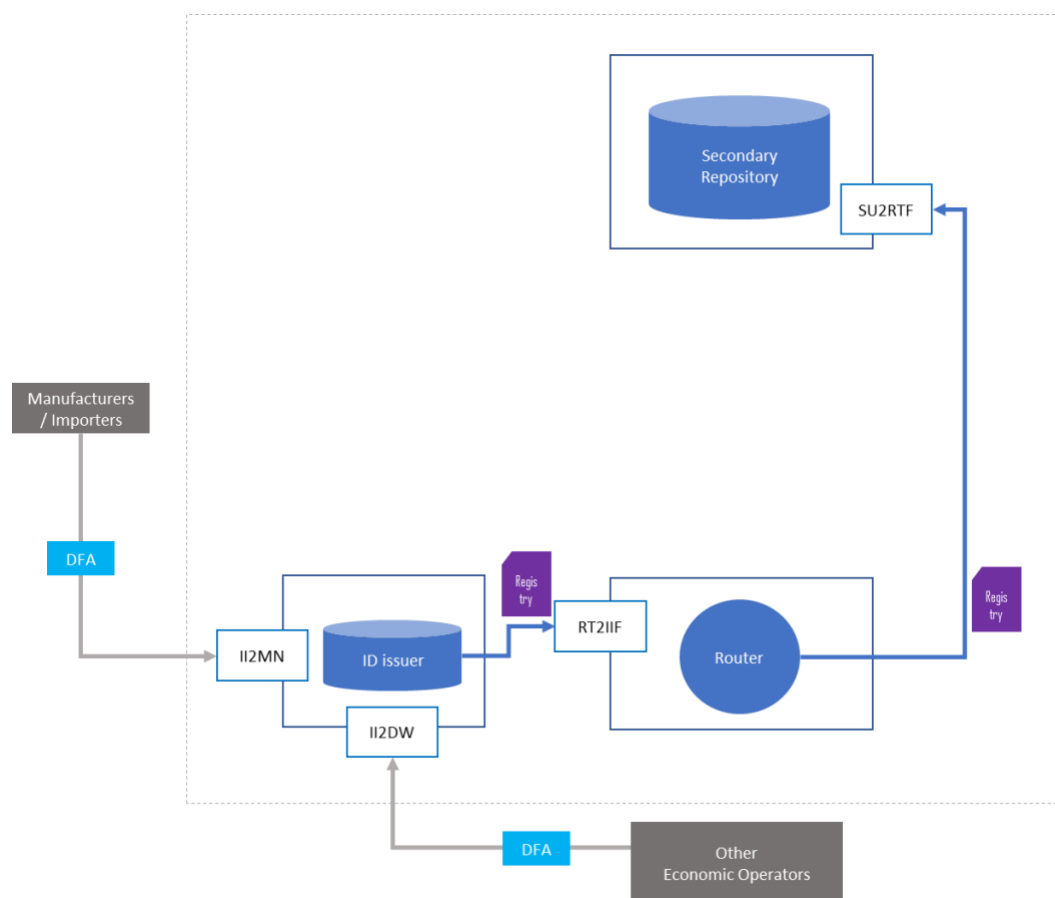 Secondary
Repository
SU2RTF
Manufacturers
/ Importers
DFA
Regis
try
Regis
try
RT2IIF
II2MN
ID issuer
Router
II2DW
DFA
Other
Economic Operators